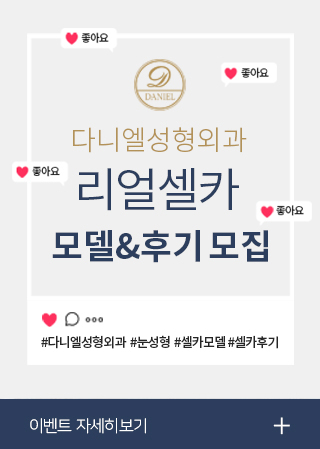 좋아요
좋아요
DANIEL
다니엘성형외과
좋아요
리얼셀카
좋아요
모델&후기 모집
#다니엘성형외과 #눈성형 #셀카모델 #셀카후기
이벤트 자세히보기